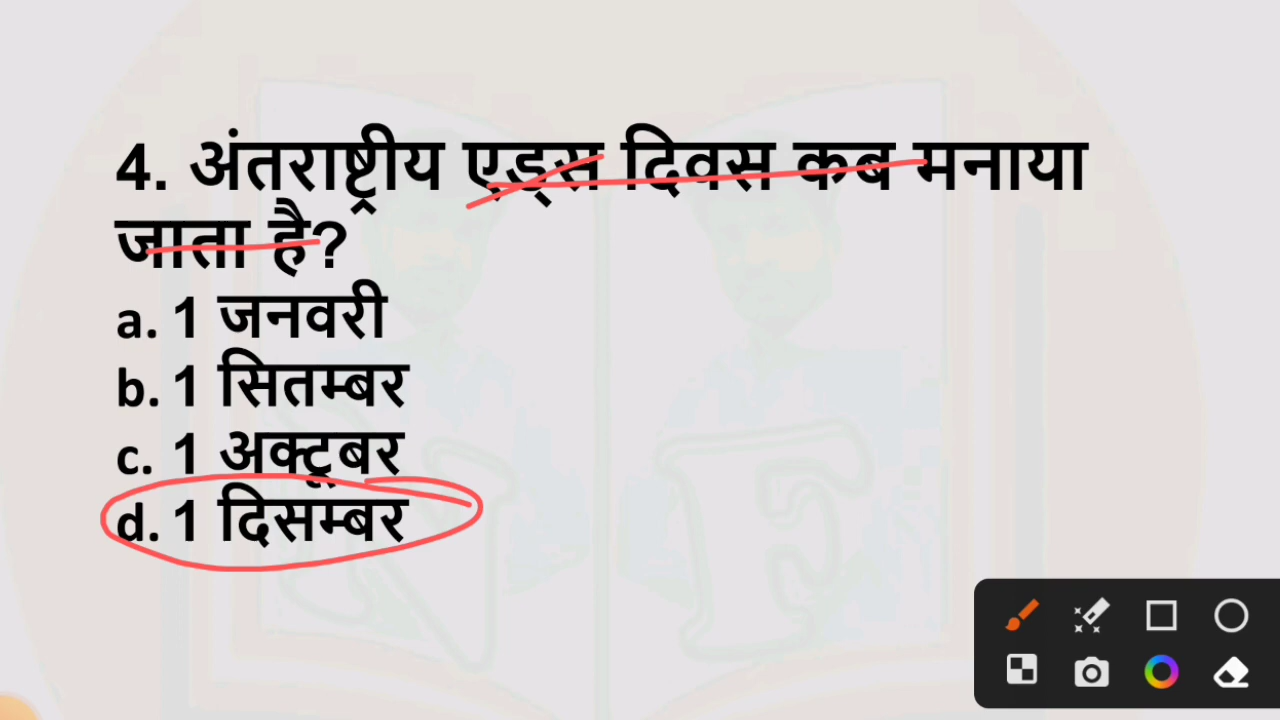 4. अंतराष्ट्रीय एड्स दिवस कब मनाया
जाता है?
a. 1 जनवरी
b. 1 सितम्बर
c. 1 अक्टूबर
d. 1 दिसम्बर
N F